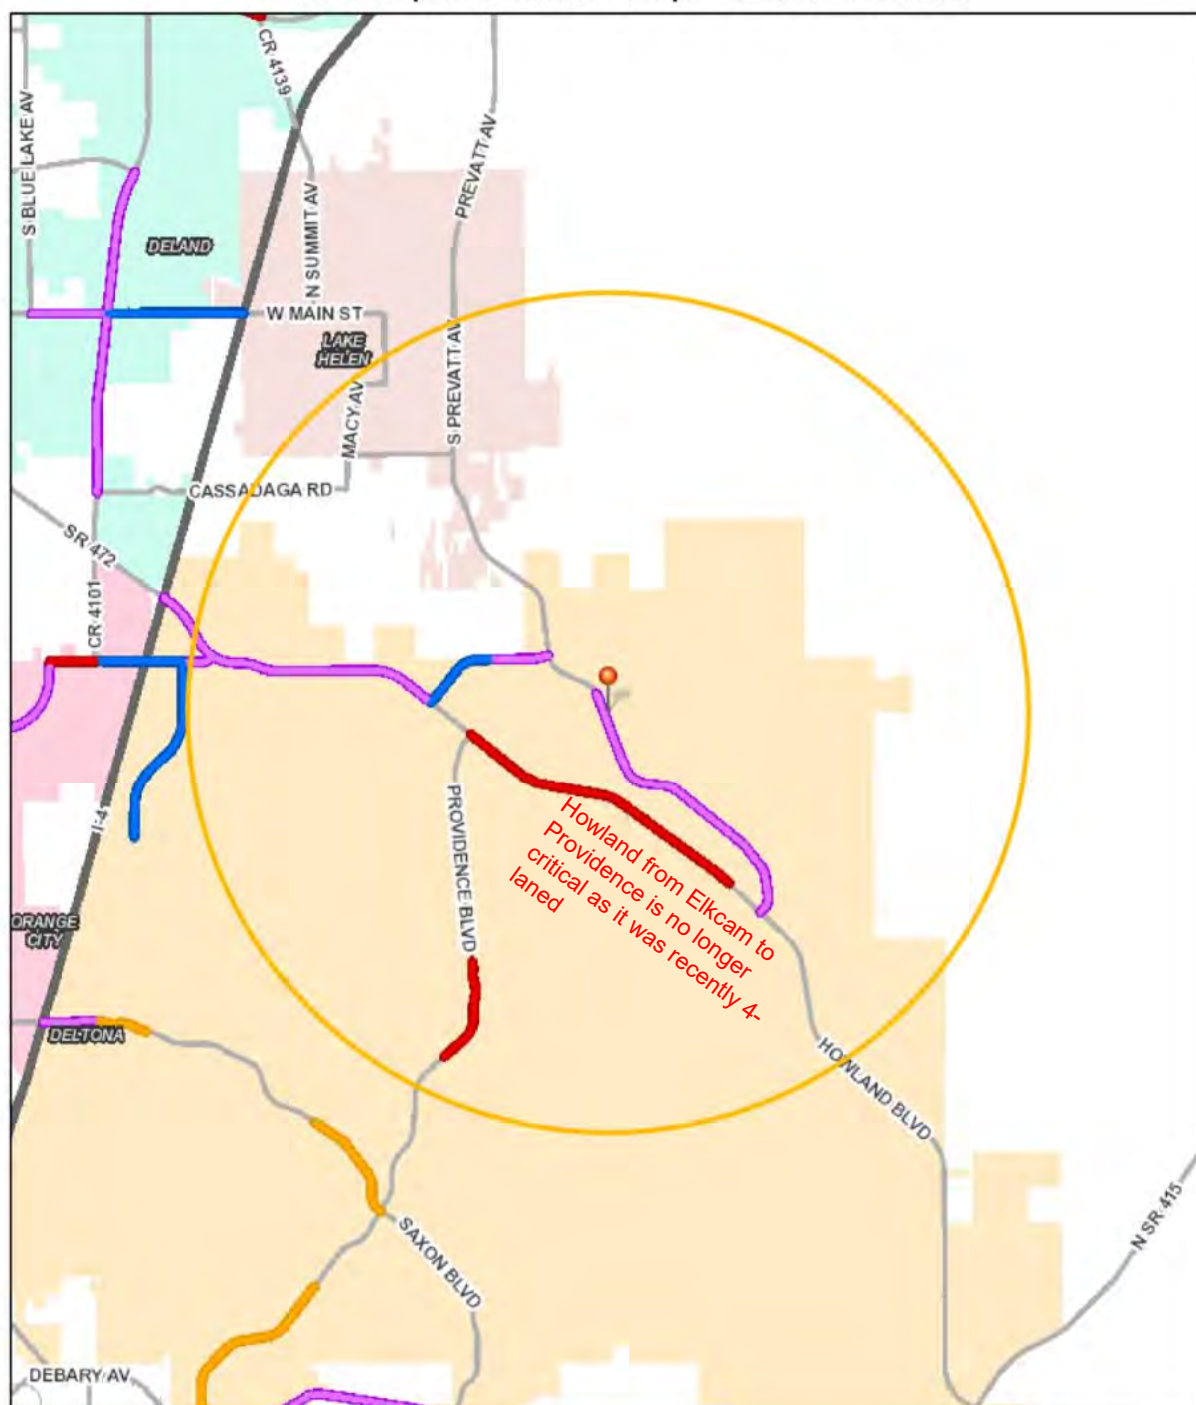 CR 4139
S BLUE LAKE AV
PREVATT AV
DELAND
N SUMMIT AV
W MAIN ST
LAKE
HELEN
MACY AV
S PREVATT AV
CASSADAGA RD
SR 472
CR 4101
I-4
PROVIDENCE BLVD
Howland from Elkcam to
Providence is no longer
critical as it was recently 4-
laned
ORANGE
CITY
DELTONA
HOWLAND BLVD
N SR 415
SAXON BLVD
DEBARY AV